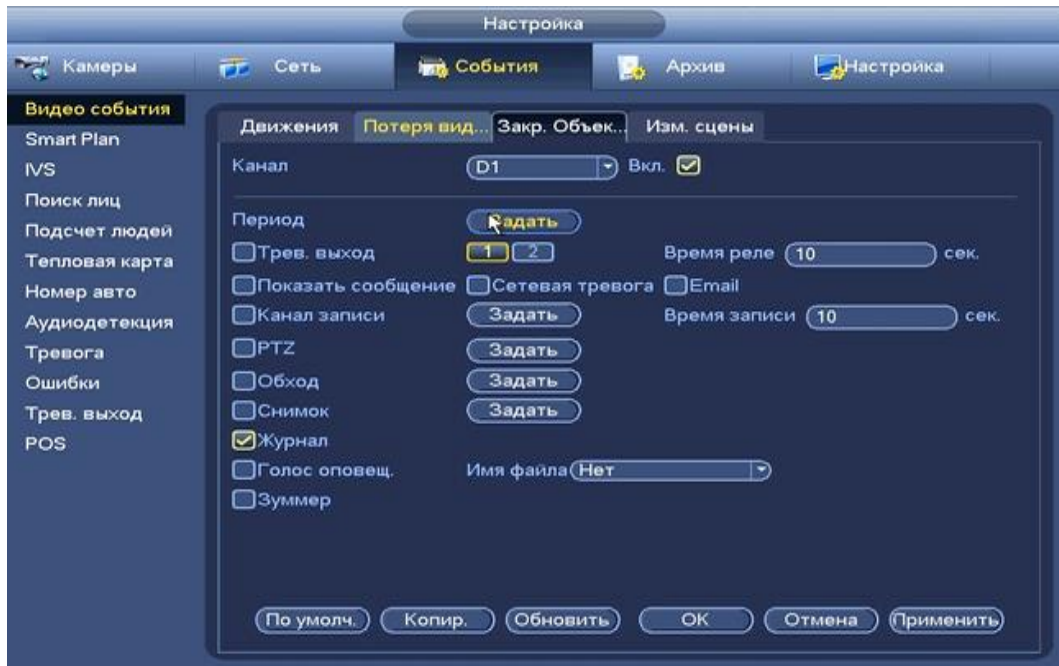 Настройка
Камеры Сеть События Архив Настройка
Видео события
Smart Plan
IVS
Поиск лиц
Подсчет людей
Тепловая карта
Номер авто
Аудиодетекция
Тревога
Ошибки
Трев. выход
POS
Движения Потеря вид... Закр. Объек... Изм. сцены
Канал D1 Вкл.
Период Задать
Трев. выход 1 2 Время реле 10 сек.
Показать сообщение Сетевая тревога Email
Канал записи Задать Время записи 10 сек.
PTZ Задать
Обход Задать
Снимок Задать
Журнал
Голос оповещ. Имя файла Нет
Зуммер
По умолч. Копир. Обновить OK Отмена Применить